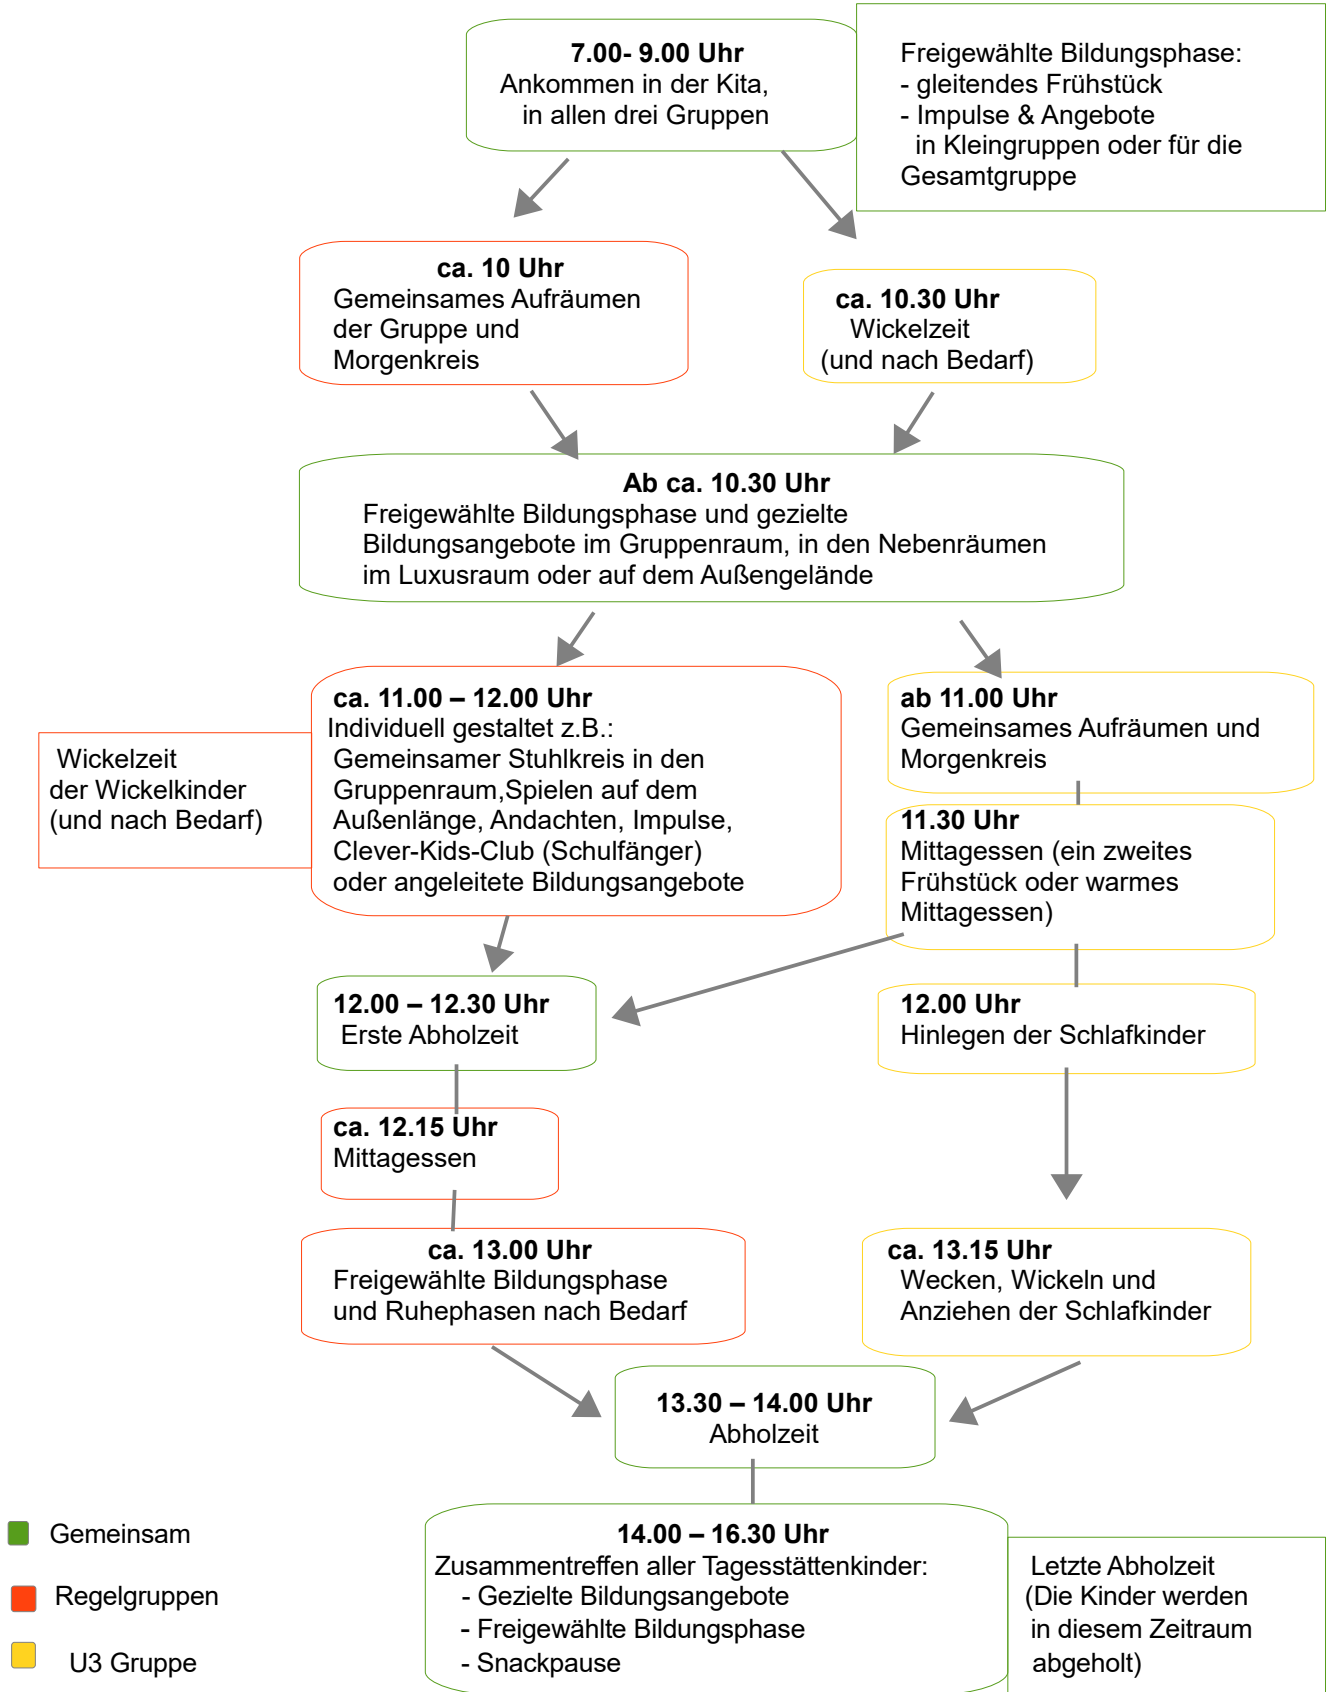 7.00- 9.00 Uhr
Ankommen in der Kita,
in allen drei Gruppen
Freigewählte Bildungsphase:
- gleitendes Frühstück
- Impulse & Angebote
in Kleingruppen oder für die
Gesamtgruppe
ca. 10 Uhr
Gemeinsames Aufräumen
der Gruppe und
Morgenkreis
ca. 10.30 Uhr
Wickelzeit
(und nach Bedarf)
Ab ca. 10.30 Uhr
Freigewählte Bildungsphase und gezielte
Bildungsangebote im Gruppenraum, in den Nebenräumen
im Luxusraum oder auf dem Außengelände
Wickelzeit
der Wickelkinder
(und nach Bedarf)
ca. 11.00 – 12.00 Uhr
Individuell gestaltet z.B.:
Gemeinsamer Stuhlkreis in den
Gruppenraum,Spielen auf dem
Außenlänge, Andachten, Impulse,
Clever-Kids-Club (Schulfänger)
oder angeleitete Bildungsangebote
ab 11.00 Uhr
Gemeinsames Aufräumen und
Morgenkreis
11.30 Uhr
Mittagessen (ein zweites
Frühstück oder warmes
Mittagessen)
12.00 – 12.30 Uhr
Erste Abholzeit
12.00 Uhr
Hinlegen der Schlafkinder
ca. 12.15 Uhr
Mittagessen
ca. 13.00 Uhr
Freigewählte Bildungsphase
und Ruhephasen nach Bedarf
ca. 13.15 Uhr
Wecken, Wickeln und
Anziehen der Schlafkinder
13.30 – 14.00 Uhr
Abholzeit
14.00 – 16.30 Uhr
Zusammentreffen aller Tagesstättenkinder:
- Gezielte Bildungsangebote
- Freigewählte Bildungsphase
- Snackpause
Letzte Abholzeit
(Die Kinder werden
in diesem Zeitraum
abgeholt)
Gemeinsam
Regelgruppen
U3 Gruppe